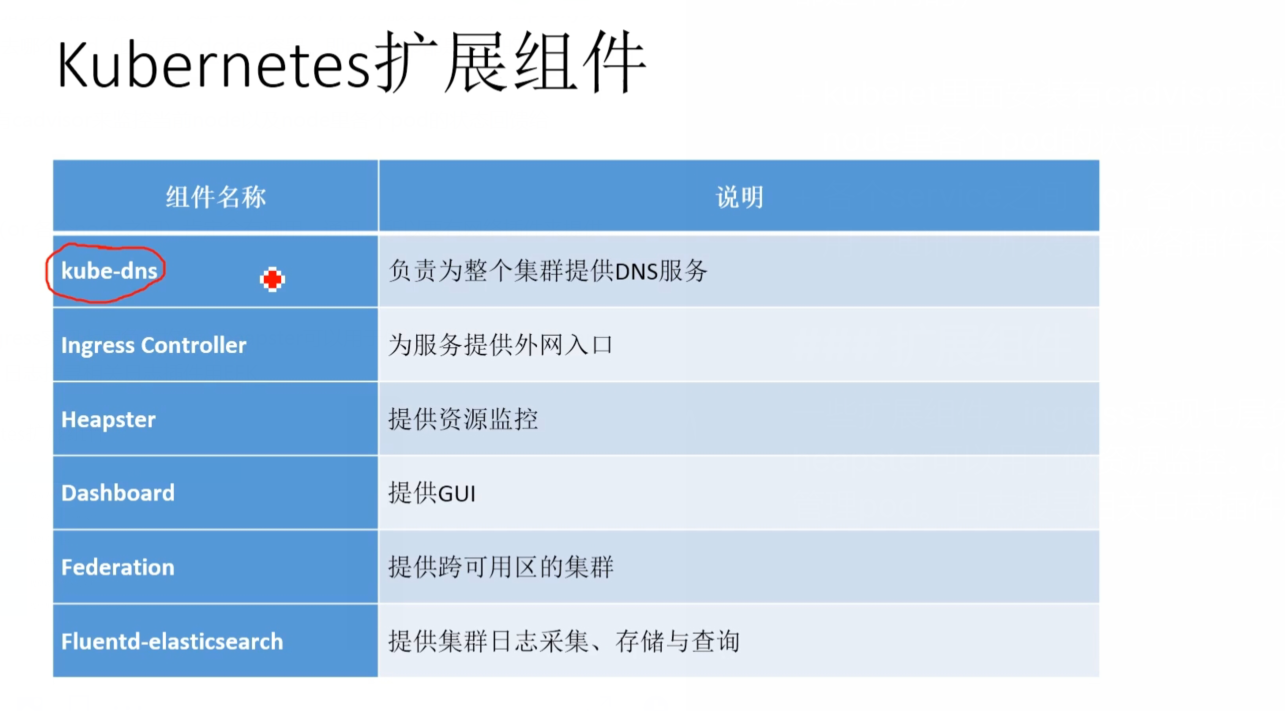 Kubernetes扩展组件
组件名称 说明
kube-dns 负责为整个集群提供DNS服务
Ingress Controller 为服务提供外网入口
Heapster 提供资源监控
Dashboard 提供GUI
Federation 提供跨可用区的集群
Fluentd-elasticsearch 提供集群日志采集、存储与查询